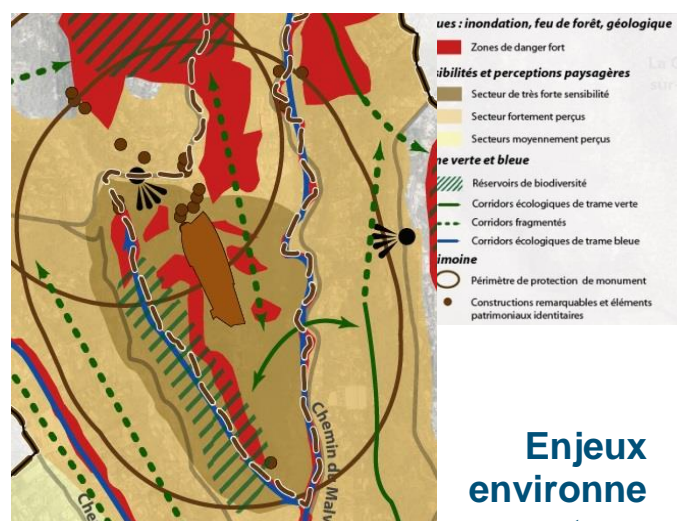 ues : inondation, feu de forêt, géologique
Zones de danger fort
sibilités et perceptions paysagères
Secteur de très forte sensibilité
Secteur fortement perçus
Secteurs moyennement perçus
ne verte et bleue
Réservoirs de biodiversité
Corridors écologiques de trame verte
Corridors fragmentés
Corridors écologiques de trame bleue
rimoine
Périmètre de protection de monument
Constructions remarquables et éléments
patrimoniaux identitaires
Chemin de Malv
Che
Enjeux
environne